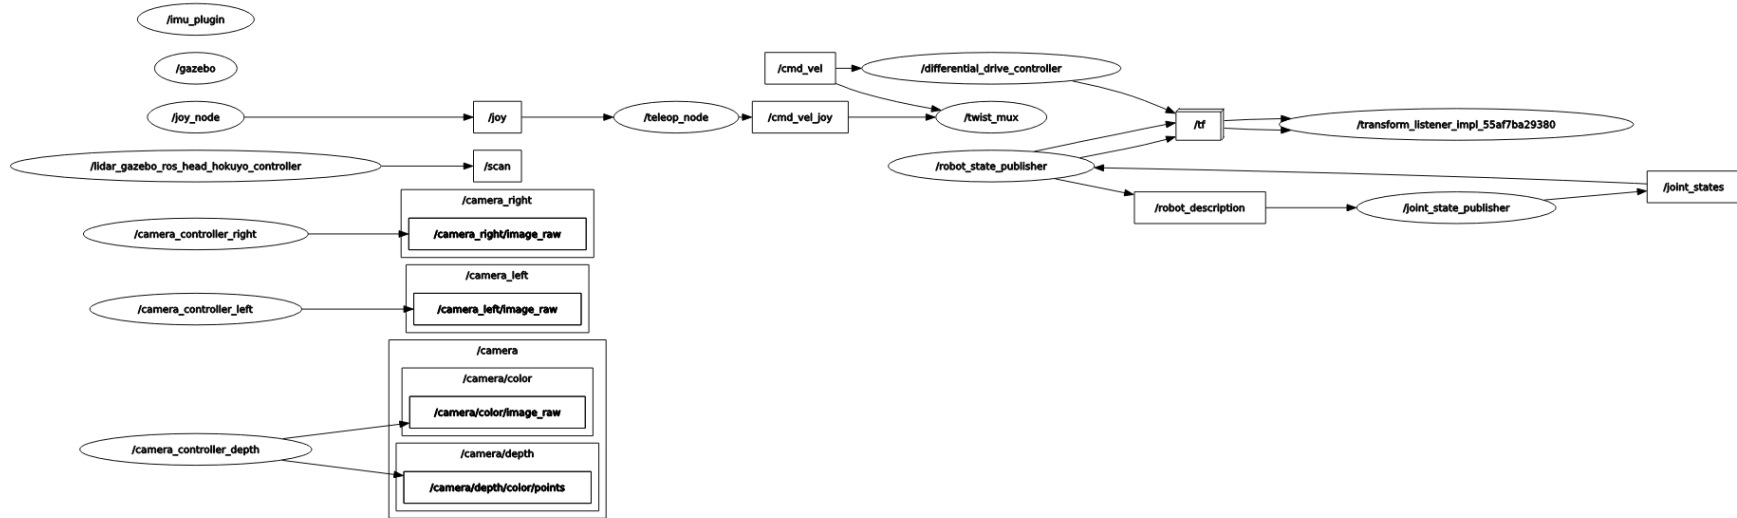 /imu_plugin
/gazebo
/cmd_vel
/differential_drive_controller
/joy_node
/joy
/teleop_node
/cmd_vel_joy
/twist_mux
/tf
/transform_listener_impl_55af7ba29380
/lidar_gazebo_ros_head_hokuyo_controller
/scan
/robot_state_publisher
/joint_states
/robot_description
/joint_state_publisher
/camera_right
/camera_controller_right
/camera_right/image_raw
/camera_left
/camera_controller_left
/camera_left/image_raw
/camera
/camera/color
/camera/color/image_raw
/camera_controller_depth
/camera/depth
/camera/depth/color/points